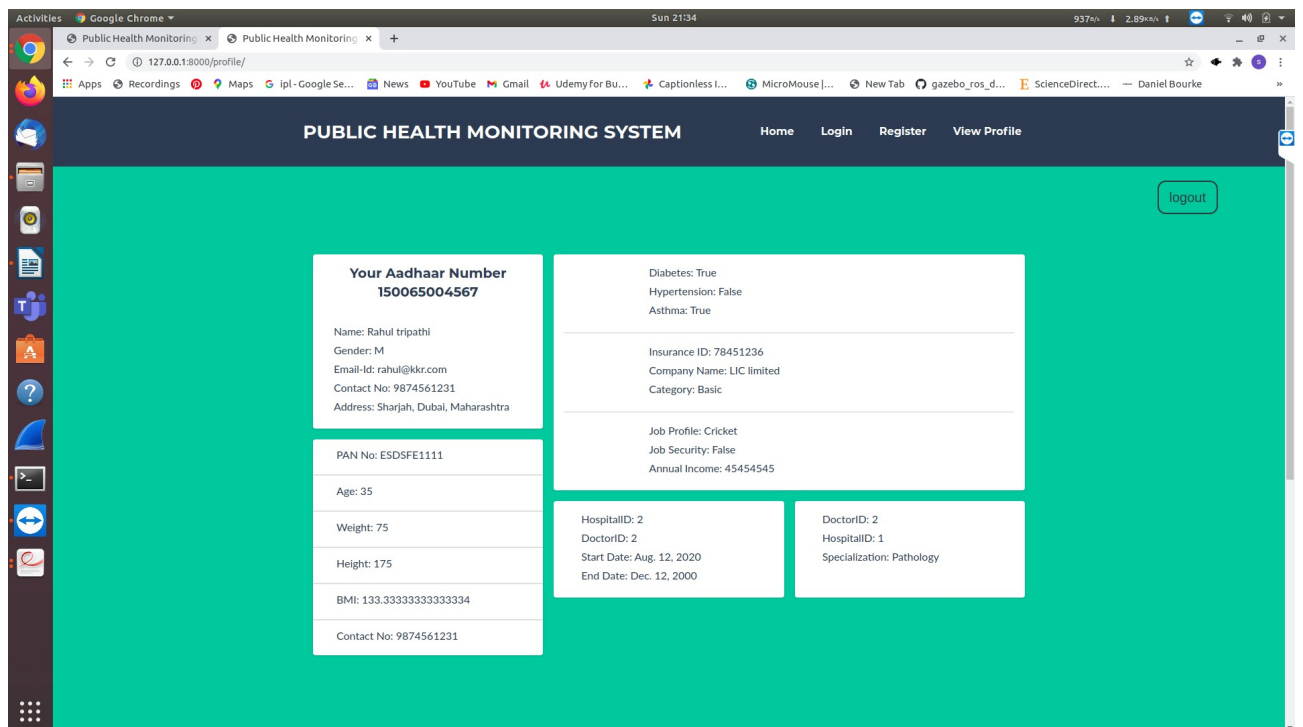 Activities Google Chrome Sun 21:34 937B/s 2.89KB/s
Public Health Monitoring Public Health Monitoring
127.0.0.1:8000/profile/
Apps Recordings Maps ipl - Google Se... News YouTube Gmail Udemy for Bu... Captionless I... MicroMouse |... New Tab gazebo_ros_d... ScienceDirect.... Daniel Bourke »
PUBLIC HEALTH MONITORING SYSTEM Home Login Register View Profile
logout
Your Aadhaar Number
150065004567
Name: Rahul tripathi
Gender: M
Email-Id: rahul@kkr.com
Contact No: 9874561231
Address: Sharjah, Dubai, Maharashtra
PAN No: ESDSFE1111
Age: 35
Weight: 75
Height: 175
BMI: 133.33333333333334
Contact No: 9874561231
Diabetes: True
Hypertension: False
Asthma: True
Insurance ID: 78451236
Company Name: LIC limited
Category: Basic
Job Profile: Cricket
Job Security: False
Annual Income: 45454545
HospitalID: 2
DoctorID: 2
Start Date: Aug. 12, 2020
End Date: Dec. 12, 2000
DoctorID: 2
HospitalID: 1
Specialization: Pathology